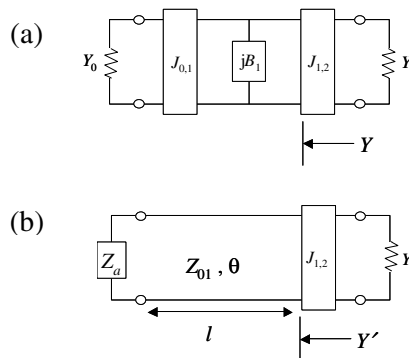 (a)
Y₀
J₀,₁
jB₁
J₁,₂
Y
Y
(b)
Zₐ
Z₀₁ , θ
J₁,₂
Y
l
Y′